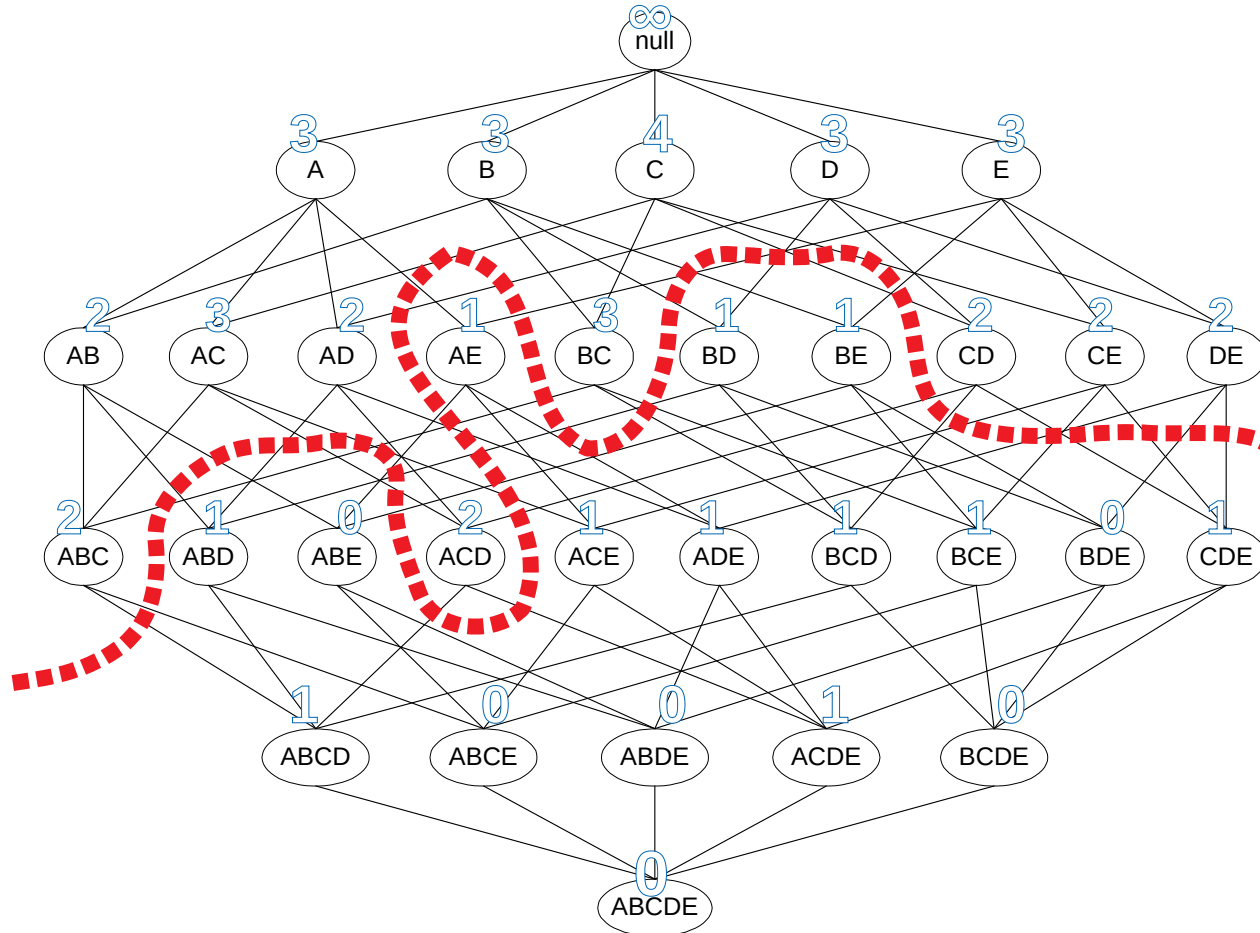 ∞
null
3 3 4 3 3
A B C D E
2 3 2 1 3 1 1 2 2 2
AB AC AD AE BC BD BE CD CE DE
2 1 0 2 1 1 1 1 0 1
ABC ABD ABE ACD ACE ADE BCD BCE BDE CDE
1 0 0 1 0
ABCD ABCE ABDE ACDE BCDE
0
ABCDE